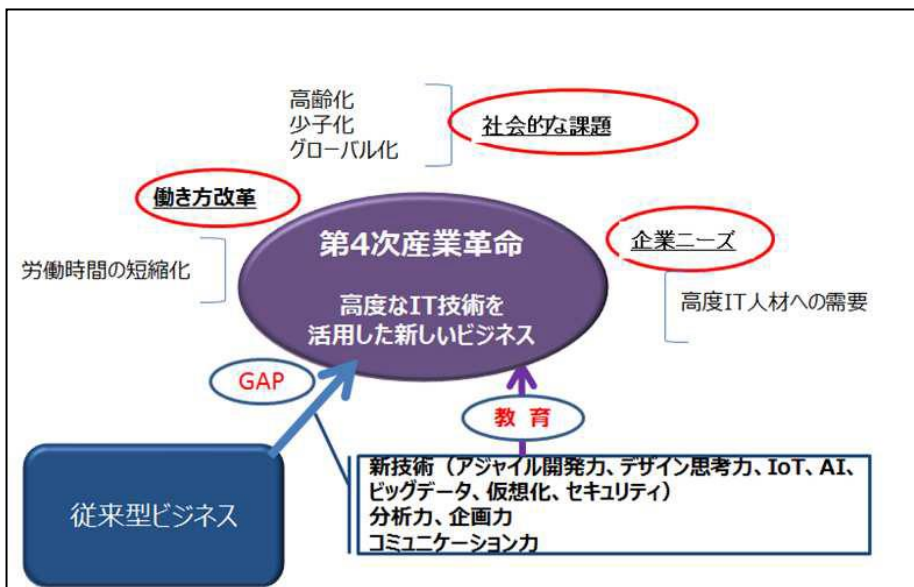 高齢化
少子化
グローバル化
社会的な課題
働き方改革
労働時間の短縮化
第4次産業革命
高度なIT技術を
活用した新しいビジネス
企業ニーズ
高度IT人材への需要
GAP
教 育
従来型ビジネス
新技術（アジャイル開発力、デザイン思考力、IoT、AI、
ビッグデータ、仮想化、セキュリティ）
分析力、企画力
コミュニケーション力